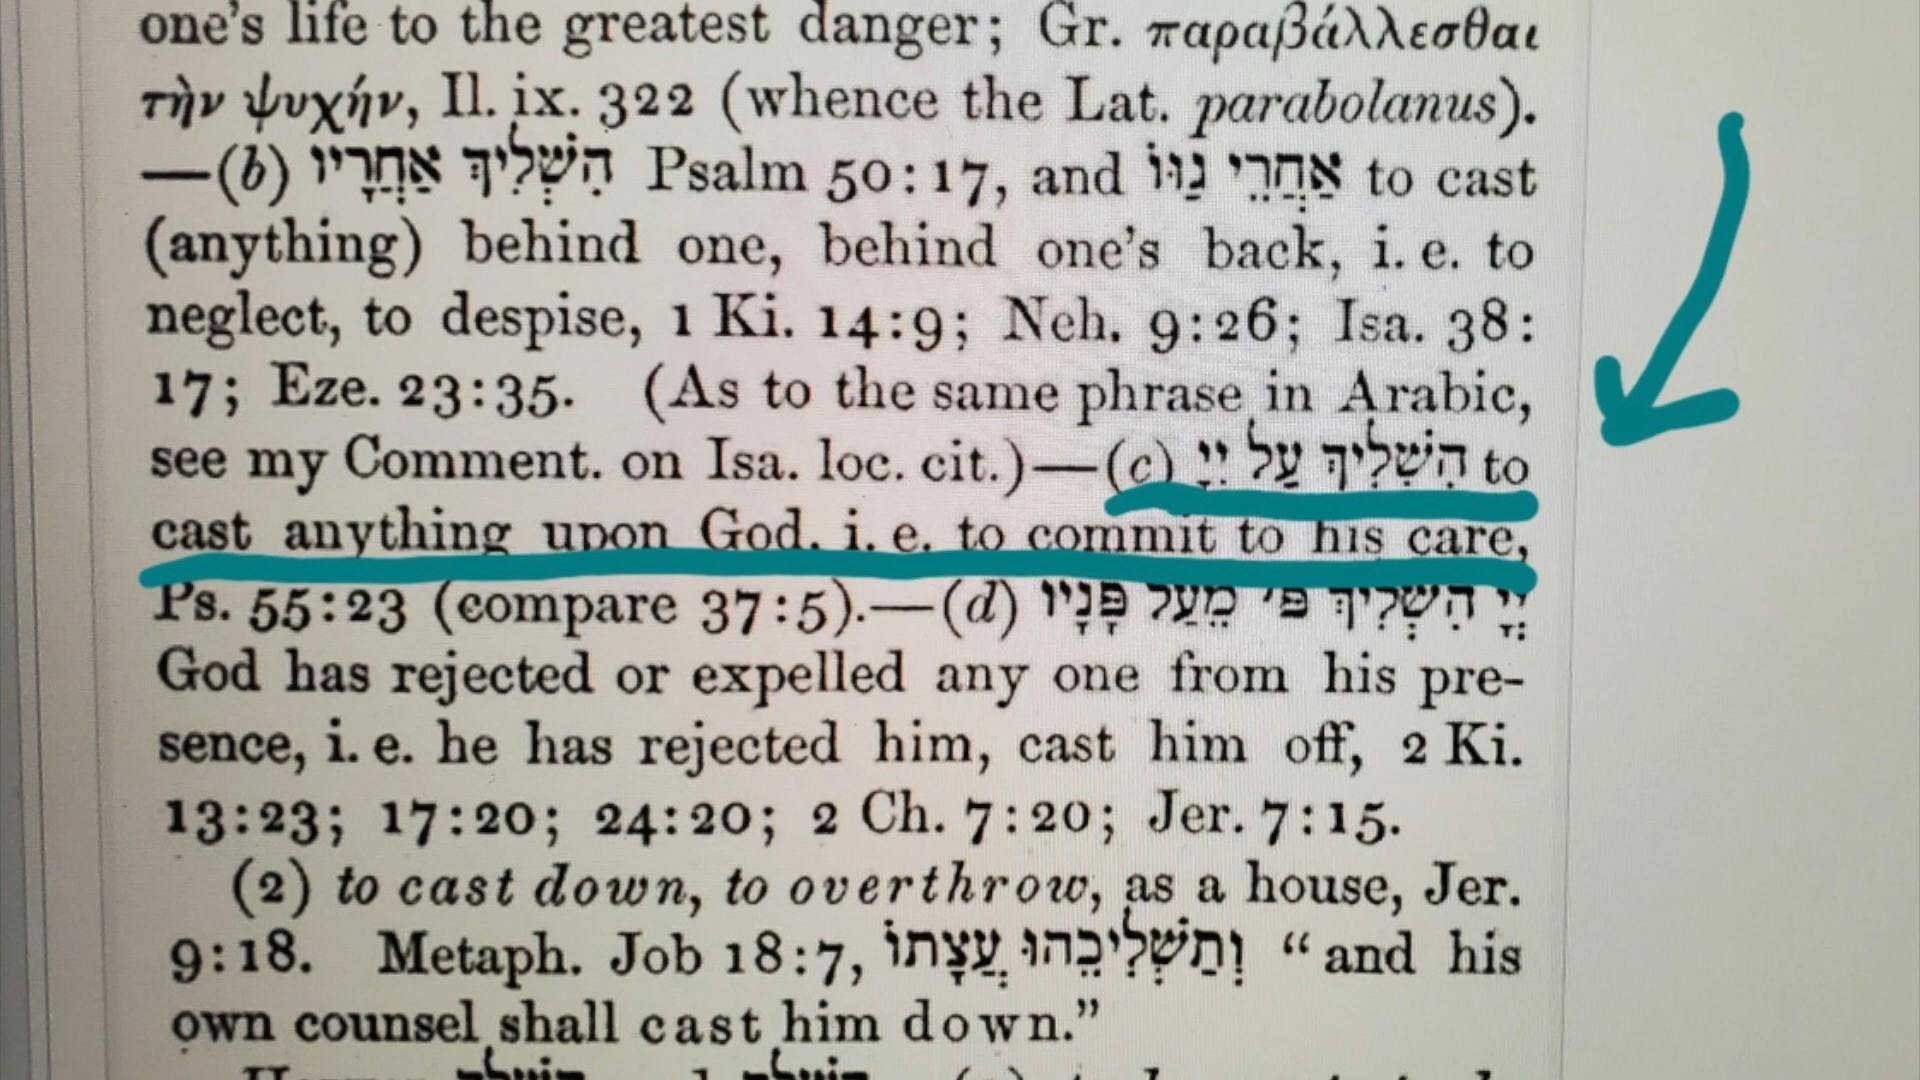 one's life to the greatest danger; Gr. παραβάλλεσθαι
τὴν ψυχήν, Il. ix. 322 (whence the Lat. parabolanus).
—(b) הִשְׁלִיךְ אַחֲרָיו Psalm 50:17, and אַחֲרֵי גַוּוֹ to cast
(anything) behind one, behind one's back, i. e. to
neglect, to despise, 1 Ki. 14:9; Neh. 9:26; Isa. 38:
17; Eze. 23:35. (As to the same phrase in Arabic,
see my Comment. on Isa. loc. cit.)—(c) הִשְׁלִיךְ עַל יְיָ to
cast anything upon God, i. e. to commit to his care,
Ps. 55:23 (compare 37:5).—(d) יְיָ הִשְׁלִיךְ פ׳ מֵעַל פָּנָיו
God has rejected or expelled any one from his pre-
sence, i. e. he has rejected him, cast him off, 2 Ki.
13:23; 17:20; 24:20; 2 Ch. 7:20; Jer. 7:15.
(2) to cast down, to overthrow, as a house, Jer.
9:18. Metaph. Job 18:7, וְתַשְׁלִיכֵהוּ עֲצָתוֹ “and his
own counsel shall cast him down.”